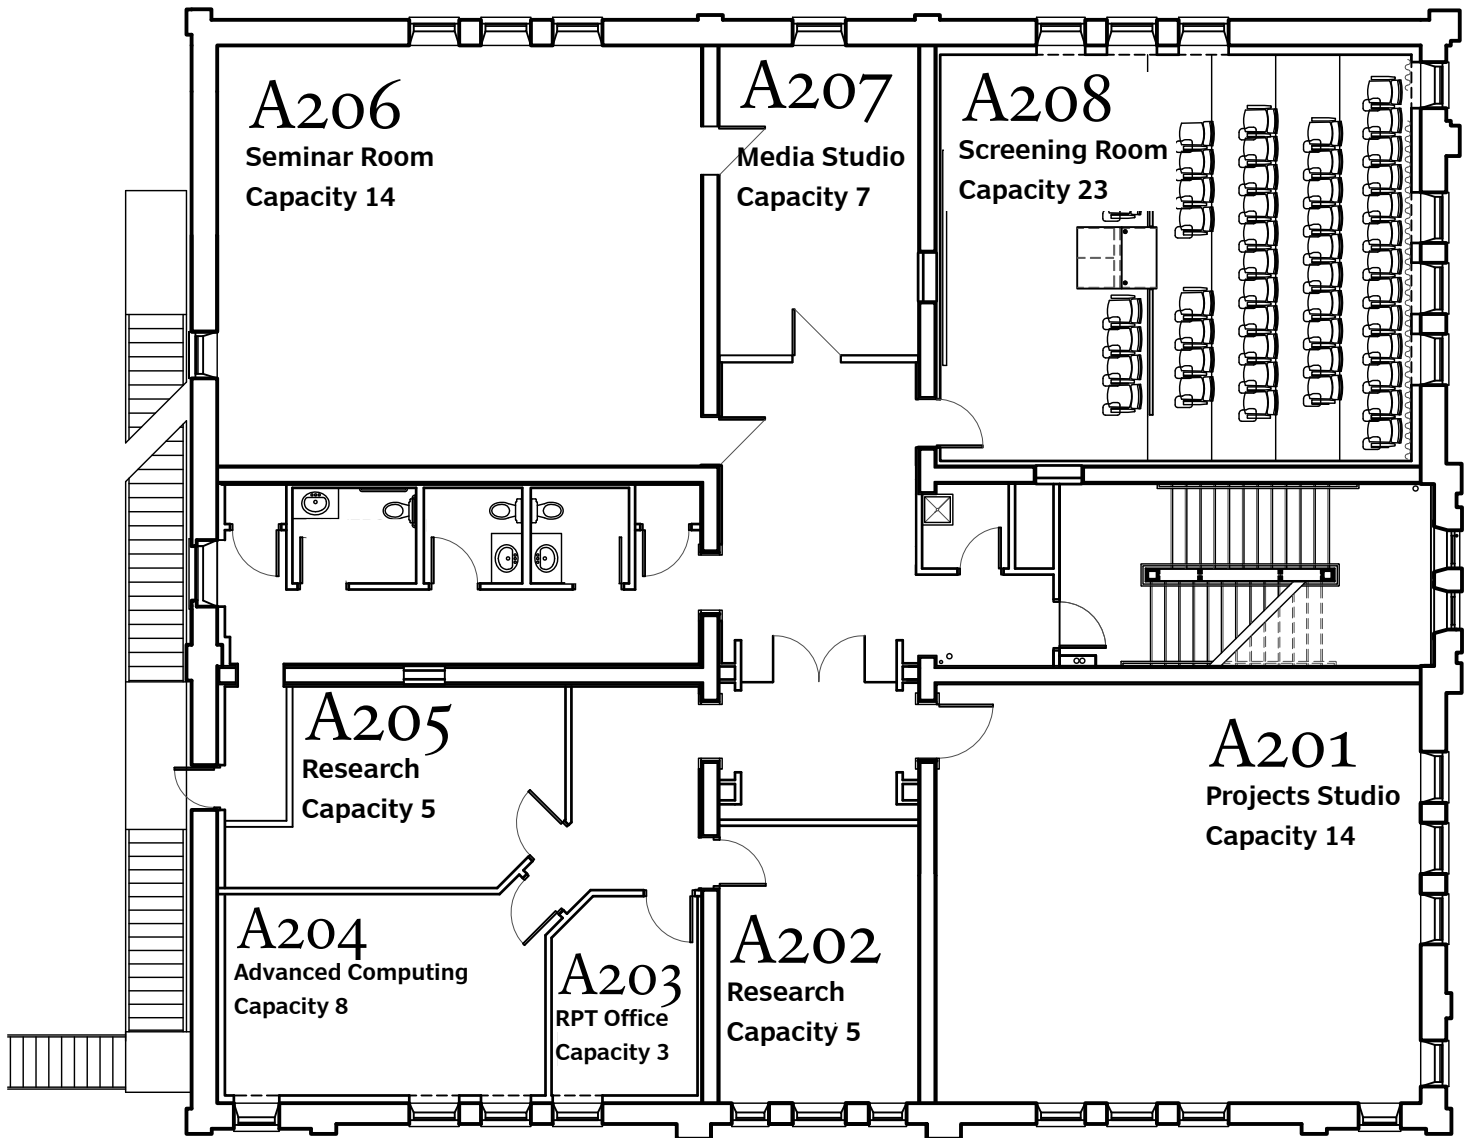 A206
Seminar Room
Capacity 14
A207
Media Studio
Capacity 7
A208
Screening Room
Capacity 23
A205
Research
Capacity 5
A201
Projects Studio
Capacity 14
A204
Advanced Computing
Capacity 8
A203
RPT Office
Capacity 3
A202
Research
Capacity 5